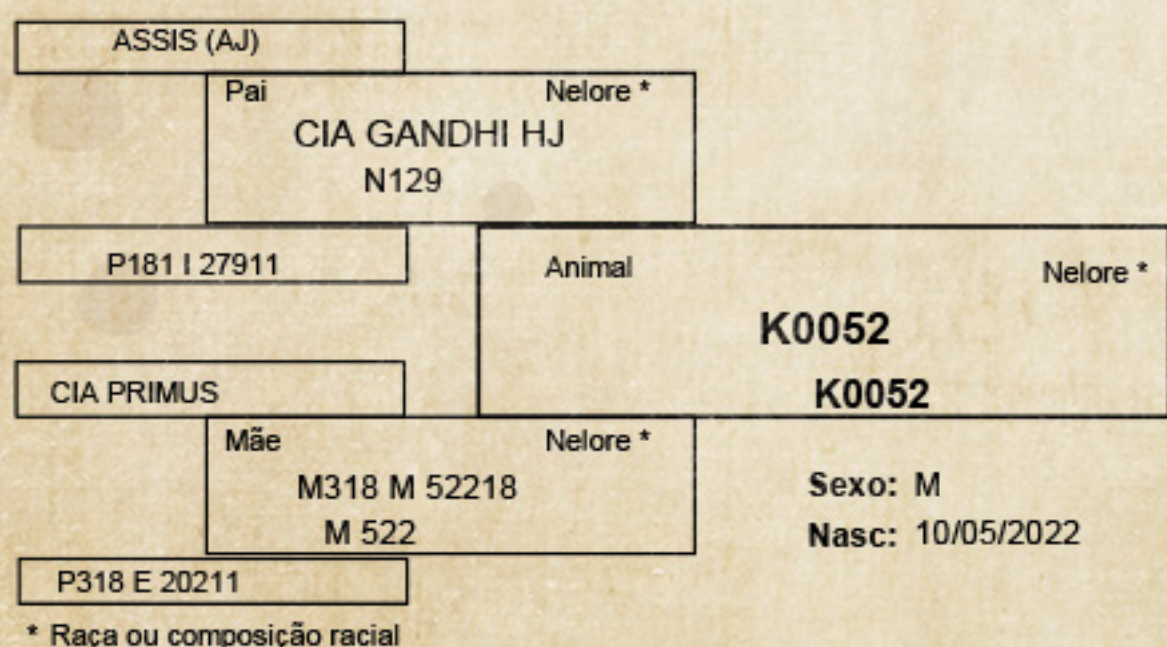 ASSIS (AJ)
Pai Nelore *
CIA GANDHI HJ
N129
P181 I 27911
Animal Nelore *
K0052
K0052
CIA PRIMUS
Mãe Nelore *
M318 M 52218
M 522
Sexo: M
Nasc: 10/05/2022
P318 E 20211
* Raça ou composição racial